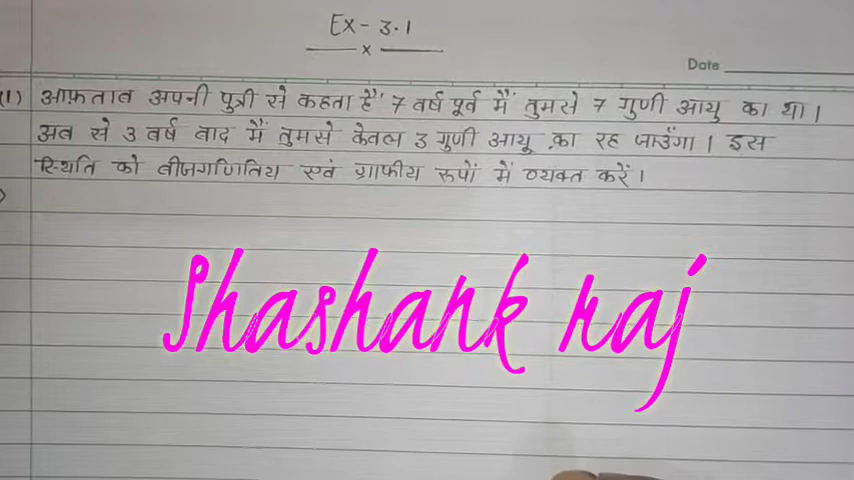 Ex - 3.1
x
Date
(1) आफ़ताब अपनी पुत्री से कहता है' 7 वर्ष पूर्व मैं तुमसे 7 गुणी आयु का था।
अब से 3 वर्ष बाद मैं तुमसे केवल 3 गुणी आयु का रह जाउँगा। इस
स्थिति को बीजगणितिय एवं ग्राफीय रूपों में व्यक्त करें।
Shashank raj